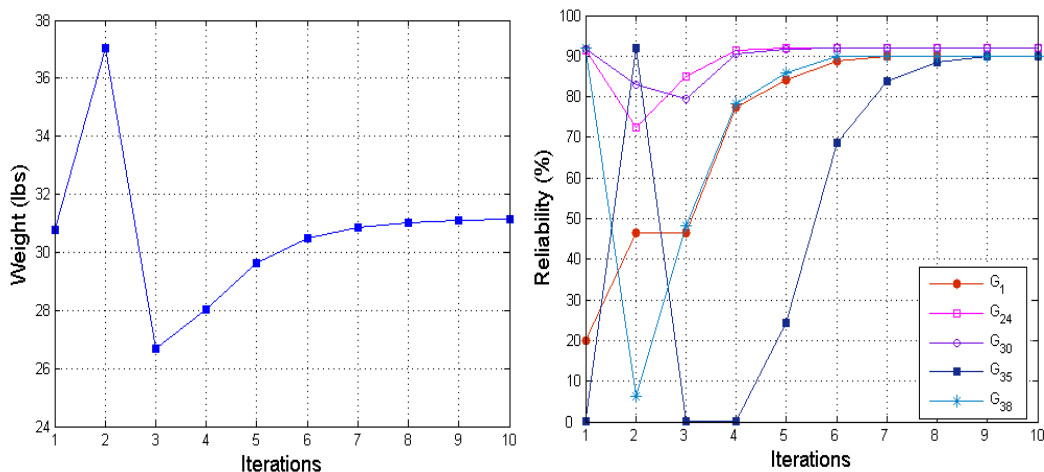 38
36
34
32
30
28
26
24
Weight (lbs)
1 2 3 4 5 6 7 8 9 10
Iterations
100
90
80
70
60
50
40
30
20
10
0
Reliability (%)
1 2 3 4 5 6 7 8 9 10
Iterations
G1
G24
G30
G35
G38